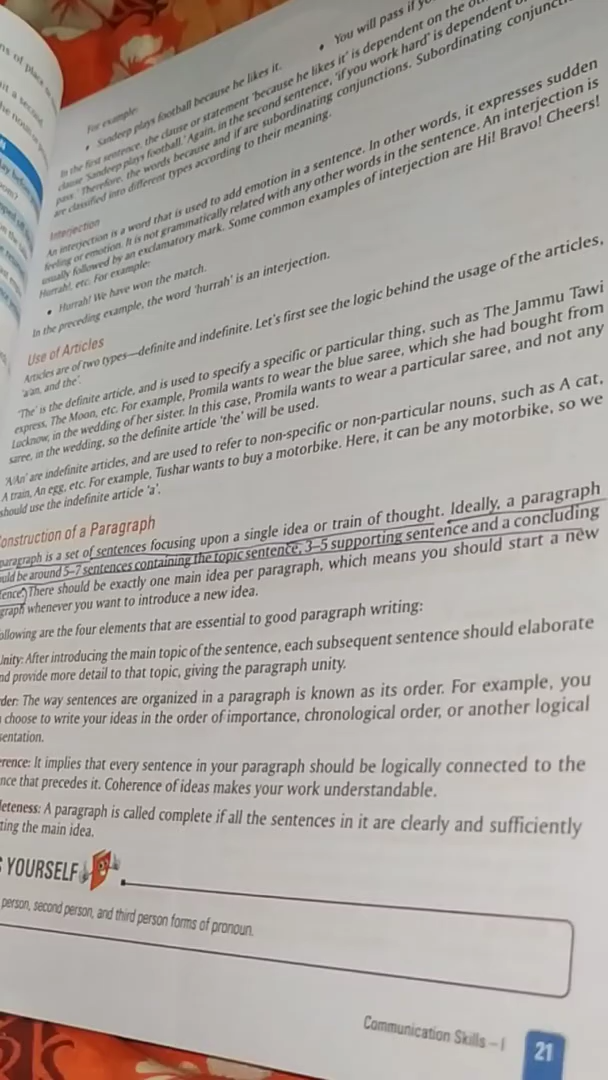 ns of place
it a second
he noun
For example:
• Sandeep plays football because he likes it.
• You will pass if
In the first sentence, the clause or statement 'because he likes it' is dependent on the
clause 'Sandeep plays football.' Again, in the second sentence, 'if you work hard' is dependent
pass.' Therefore, the words because and if are subordinating conjunctions. Subordinating
are classified into different types according to their meaning.
Interjection
An interjection is a word that is used to add emotion in a sentence. In other words, it expresses sudden
feeling or emotion. It is not grammatically related with any other words in the sentence. An interjection is
usually followed by an exclamatory mark. Some common examples of interjection are Hi! Bravo! Cheers!
Hurrah!, etc. For example:
• Hurrah! We have won the match.
In the preceding example, the word 'hurrah' is an interjection.
Use of Articles
Articles are of two types—definite and indefinite. Let's first see the logic behind the usage of the articles,
'a/an, and the'.
'The' is the definite article, and is used to specify a specific or particular thing, such as The Jammu Tawi
express, The Moon, etc. For example, Promila wants to wear the blue saree, which she had bought from
Lucknow, in the wedding of her sister. In this case, Promila wants to wear a particular saree, and not any
saree, in the wedding, so the definite article 'the' will be used.
'A/An' are indefinite articles, and are used to refer to non-specific or non-particular nouns, such as A cat,
A train, An egg, etc. For example, Tushar wants to buy a motorbike. Here, it can be any motorbike, so we
should use the indefinite article 'a'.
onstruction of a Paragraph
paragraph is a set of sentences focusing upon a single idea or train of thought. Ideally, a paragraph
uld be around 5–7 sentences containing the topic sentence, 3–5 supporting sentence and a concluding
ence. There should be exactly one main idea per paragraph, which means you should start a new
graph whenever you want to introduce a new idea.
ollowing are the four elements that are essential to good paragraph writing:
Unity: After introducing the main topic of the sentence, each subsequent sentence should elaborate
nd provide more detail to that topic, giving the paragraph unity.
der: The way sentences are organized in a paragraph is known as its order. For example, you
choose to write your ideas in the order of importance, chronological order, or another logical
sentation.
erence: It implies that every sentence in your paragraph should be logically connected to the
nce that precedes it. Coherence of ideas makes your work understandable.
leteness: A paragraph is called complete if all the sentences in it are clearly and sufficiently
ting the main idea.
S YOURSELF
person, second person, and third person forms of pronoun.
Communication Skills – I
21